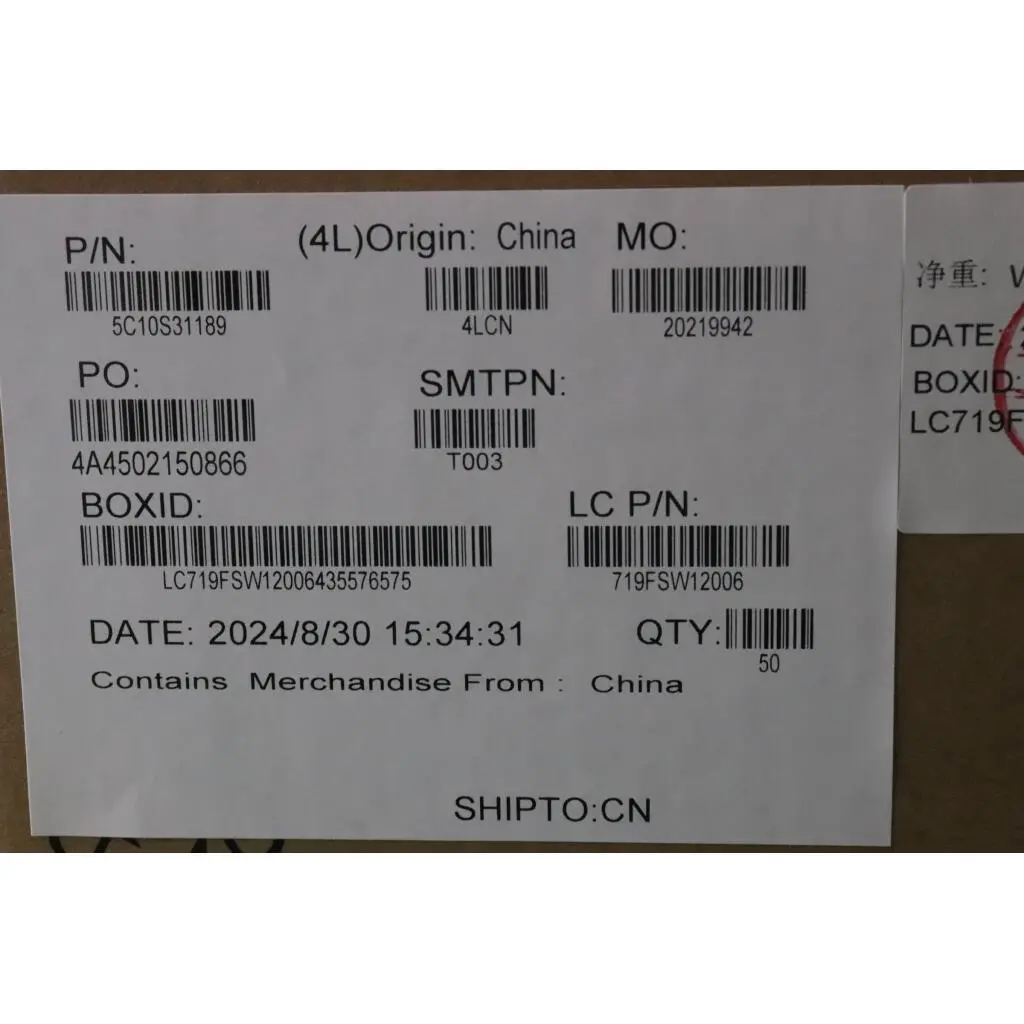 P/N:
(4L)Origin: China
MO:
5C10S31189
4LCN
20219942
PO:
SMTPN:
4A4502150866
T003
BOXID:
LC P/N:
LC719FSW12006435576575
719FSW12006
DATE: 2024/8/30 15:34:31
QTY:
50
Contains Merchandise From : China
SHIPTO:CN
净重:
DATE:
BOXID:
LC719F